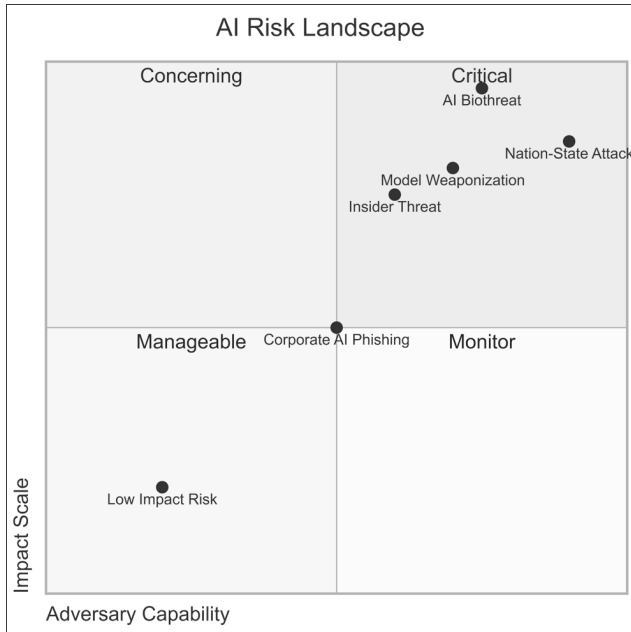 AI Risk Landscape
Concerning
Critical
AI Biothreat
Nation-State Attack
Model Weaponization
Insider Threat
Manageable
Corporate AI Phishing
Monitor
Low Impact Risk
Impact Scale
Adversary Capability